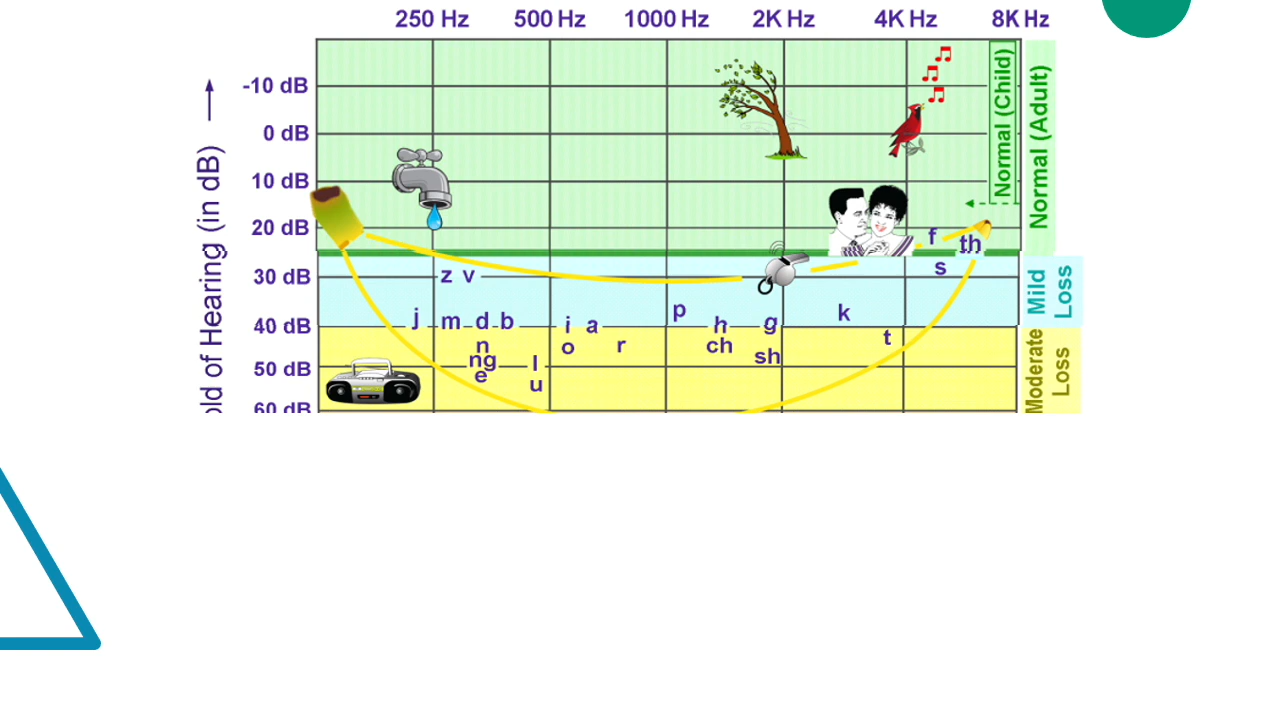 250 Hz 500 Hz 1000 Hz 2K Hz 4K Hz 8K Hz
-10 dB
0 dB
10 dB
20 dB
30 dB
40 dB
50 dB
60 dB
old of Hearing (in dB)
Normal (Child)
Normal (Adult)
Mild
Loss
Moderate
Loss
f th
z v s
j m d b i a p h g k
n o r ch t
ng l sh
e u